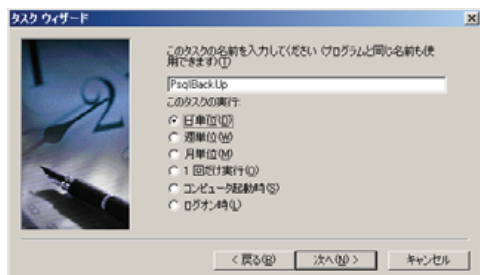 タスク ウィザード
このタスクの名前を入力してください (プログラムと同じ名前も使
用できます)(T)
PsqlBackUp
このタスクの実行:
日単位(D)
週単位(W)
月単位(M)
1 回だけ実行(O)
コンピュータ起動時(S)
ログオン時(L)
< 戻る(B)
次へ(N) >
キャンセル